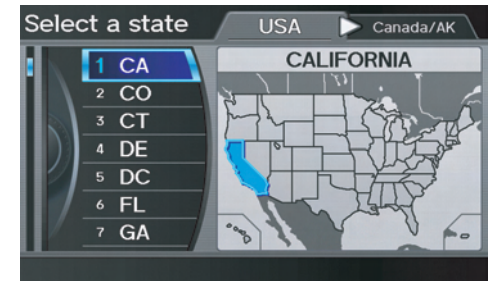 Select a state
USA
Canada/AK
1 CA
2 CO
3 CT
4 DE
5 DC
6 FL
7 GA
CALIFORNIA